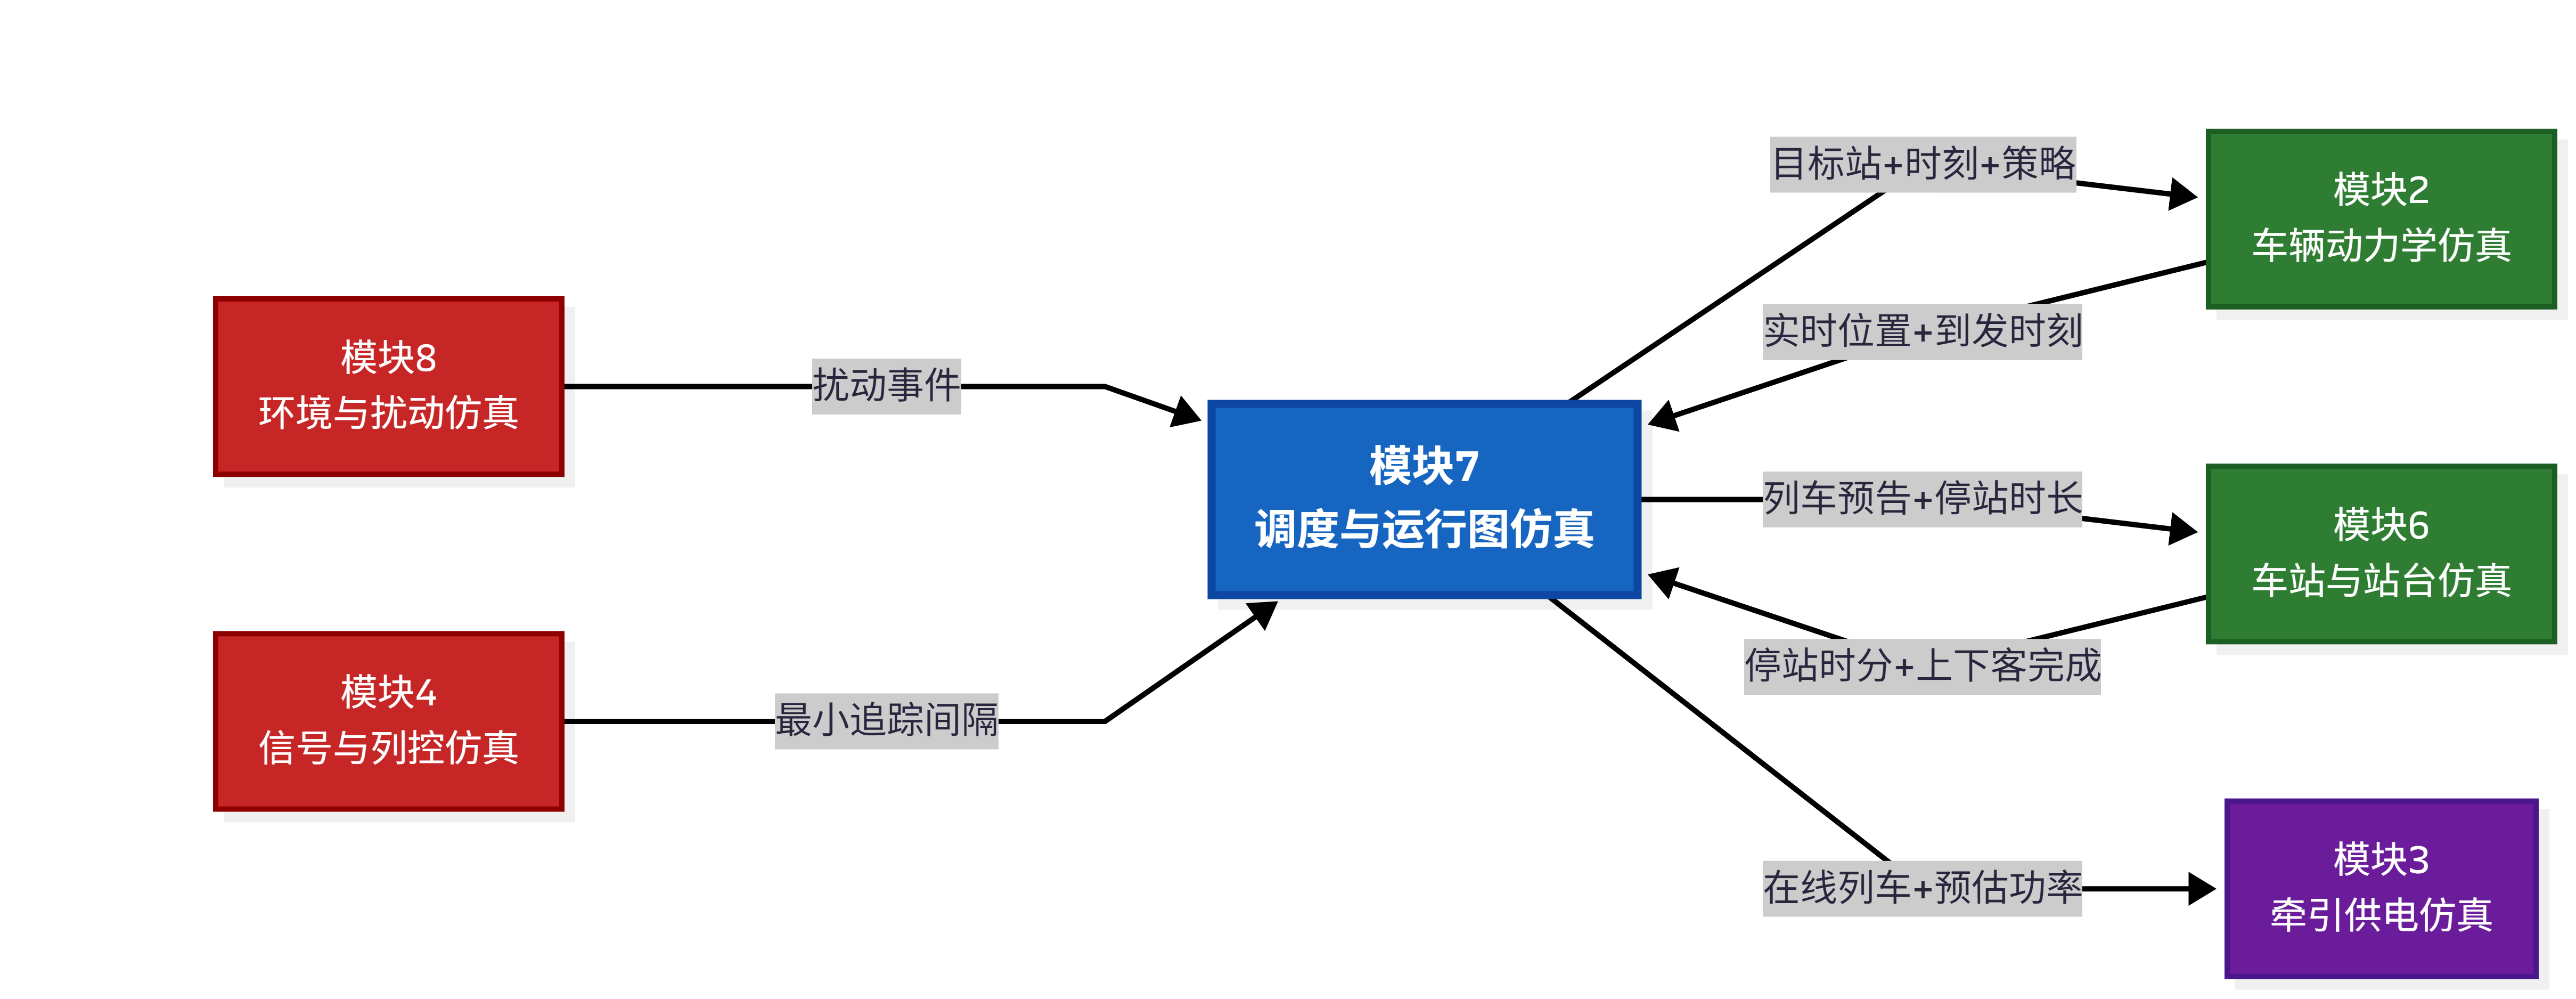 模块8
环境与扰动仿真
扰动事件
模块4
信号与列控仿真
最小追踪间隔
模块7
调度与运行图仿真
目标站+时刻+策略
实时位置+到发时刻
列车预告+停站时长
停站时分+上下客完成
在线列车+预估功率
模块2
车辆动力学仿真
模块6
车站与站台仿真
模块3
牵引供电仿真